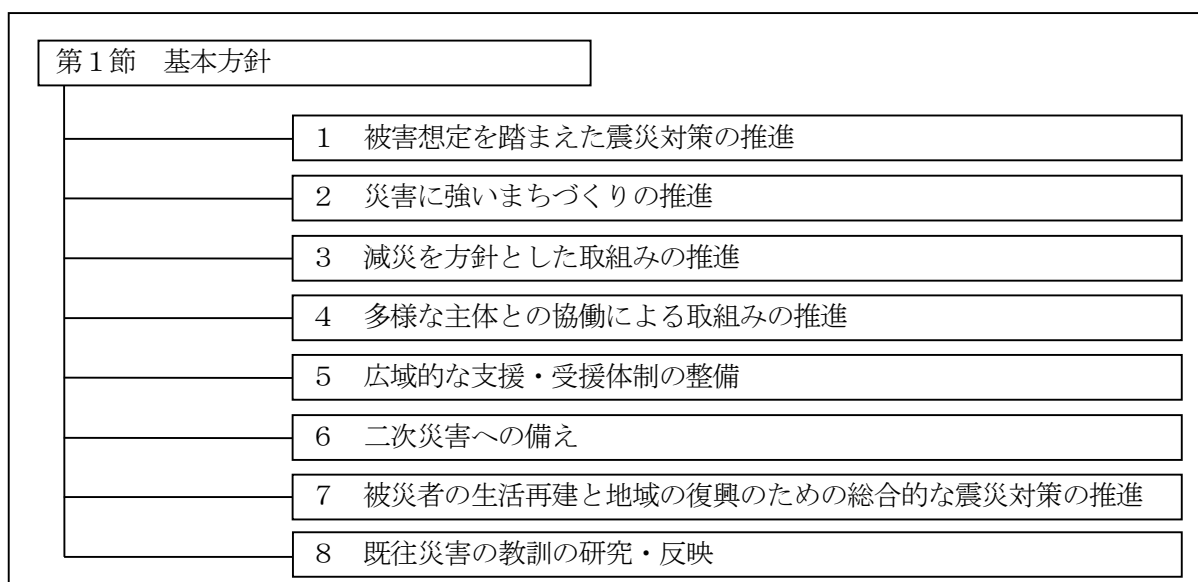 第１節　基本方針
１　被害想定を踏まえた震災対策の推進
２　災害に強いまちづくりの推進
３　減災を方針とした取組みの推進
４　多様な主体との協働による取組みの推進
５　広域的な支援・受援体制の整備
６　二次災害への備え
７　被災者の生活再建と地域の復興のための総合的な震災対策の推進
８　既往災害の教訓の研究・反映